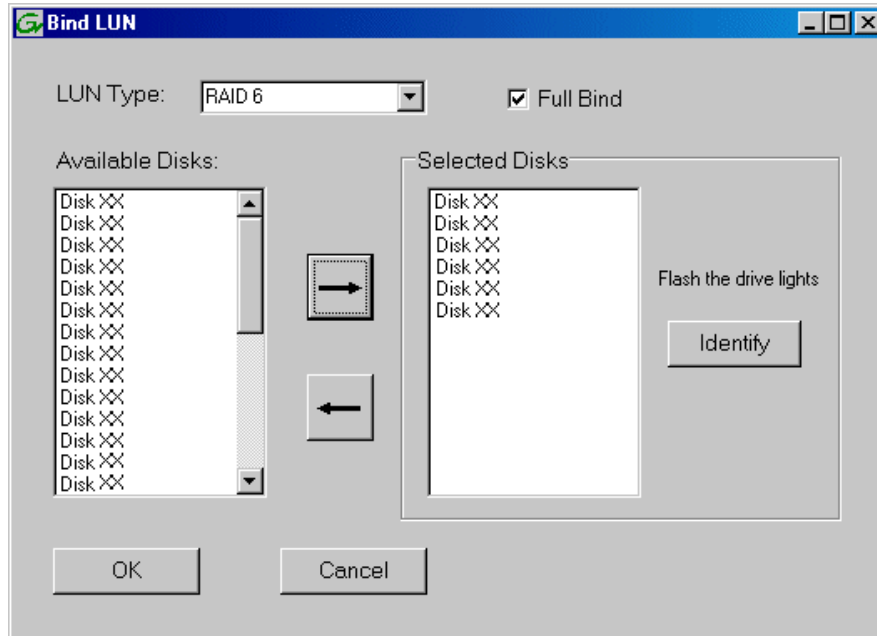 Bind LUN
LUN Type:
RAID 6
Full Bind
Available Disks:
Disk XX
Disk XX
Disk XX
Disk XX
Disk XX
Disk XX
Disk XX
Disk XX
Disk XX
Disk XX
Disk XX
Disk XX
Disk XX
Disk XX
Selected Disks
Disk XX
Disk XX
Disk XX
Disk XX
Disk XX
Disk XX
Flash the drive lights
Identify
OK
Cancel